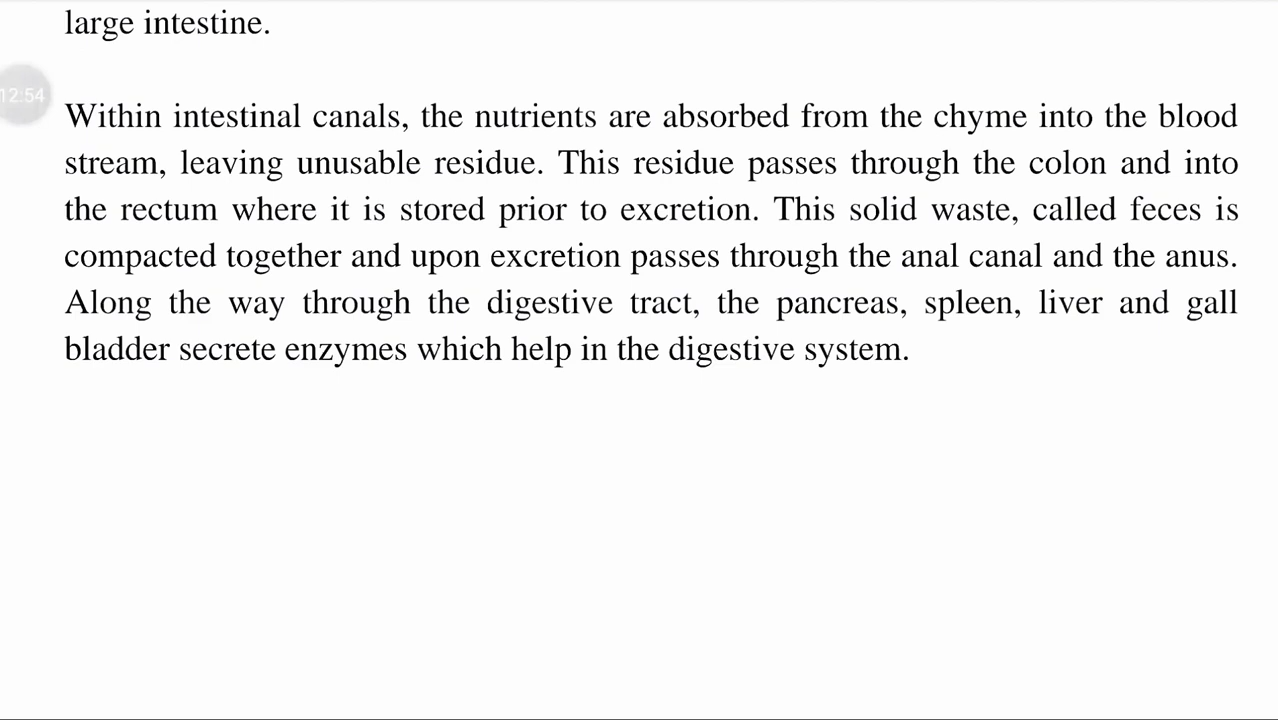 large intestine.
12:54
Within intestinal canals, the nutrients are absorbed from the chyme into the blood
stream, leaving unusable residue. This residue passes through the colon and into
the rectum where it is stored prior to excretion. This solid waste, called feces is
compacted together and upon excretion passes through the anal canal and the anus.
Along the way through the digestive tract, the pancreas, spleen, liver and gall
bladder secrete enzymes which help in the digestive system.